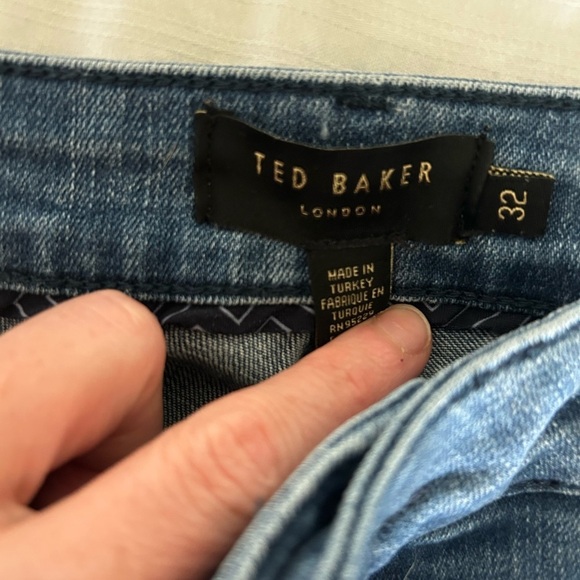 TED BAKER
LONDON
32
MADE IN
TURKEY
FABRIQUE EN
TURQUIE